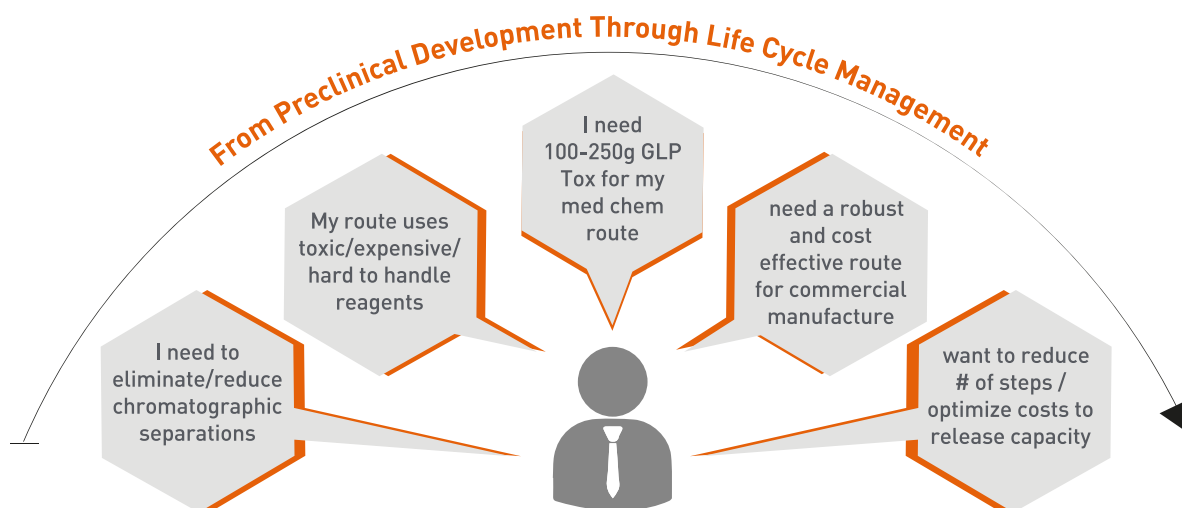 From Preclinical Development Through Life Cycle Management
I need to
eliminate/reduce
chromatographic
separations
My route uses
toxic/expensive/
hard to handle
reagents
I need
100-250g GLP
Tox for my
med chem
route
need a robust
and cost
effective route
for commercial
manufacture
want to reduce
# of steps /
optimize costs to
release capacity